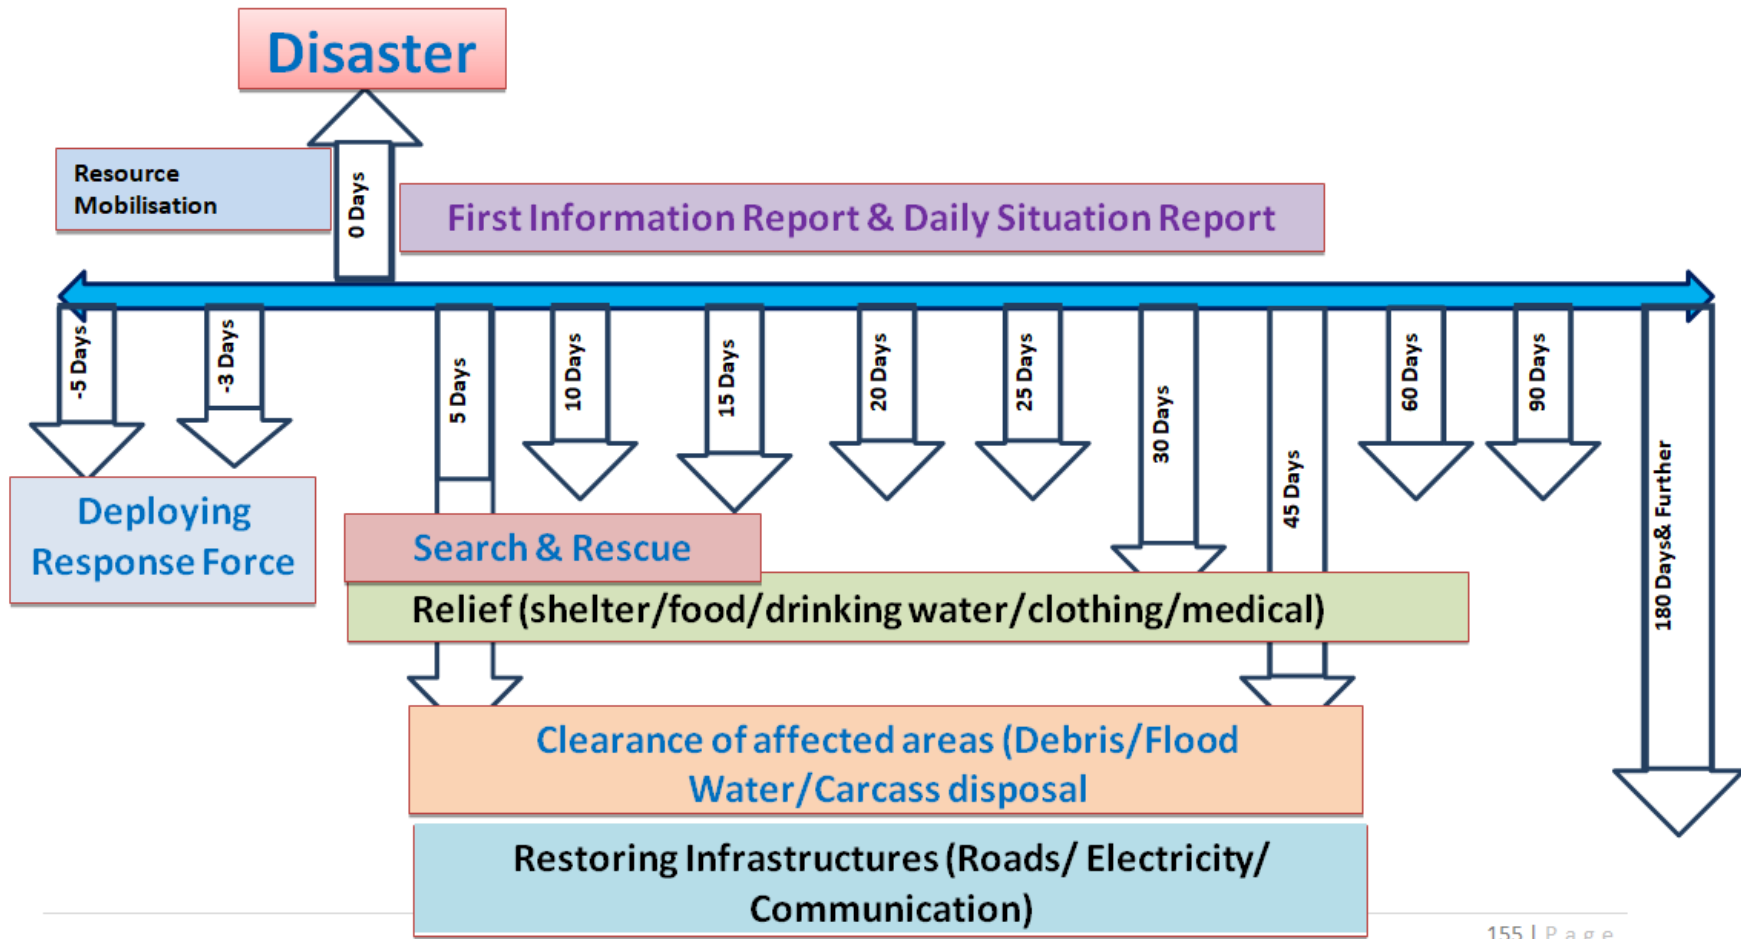 Disaster
Resource
Mobilisation
0 Days
First Information Report & Daily Situation Report
-5 Days
-3 Days
5 Days
10 Days
15 Days
20 Days
25 Days
30 Days
45 Days
60 Days
90 Days
180 Days& Further
Deploying
Response Force
Search & Rescue
Relief (shelter/food/drinking water/clothing/medical)
Clearance of affected areas (Debris/Flood
Water/Carcass disposal
Restoring Infrastructures (Roads/ Electricity/
Communication)
155 | P a g e